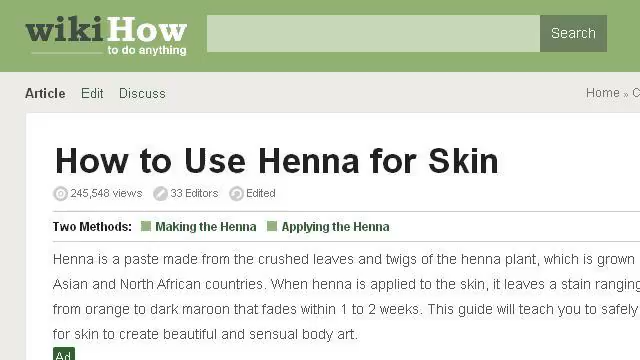 wikiHow
to do anything
Search
Article Edit Discuss
Home » C
How to Use Henna for Skin
245,548 views 33 Editors Edited
Two Methods: Making the Henna Applying the Henna
Henna is a paste made from the crushed leaves and twigs of the henna plant, which is grown
Asian and North African countries. When henna is applied to the skin, it leaves a stain ranging
from orange to dark maroon that fades within 1 to 2 weeks. This guide will teach you to safely
for skin to create beautiful and sensual body art.
Ad